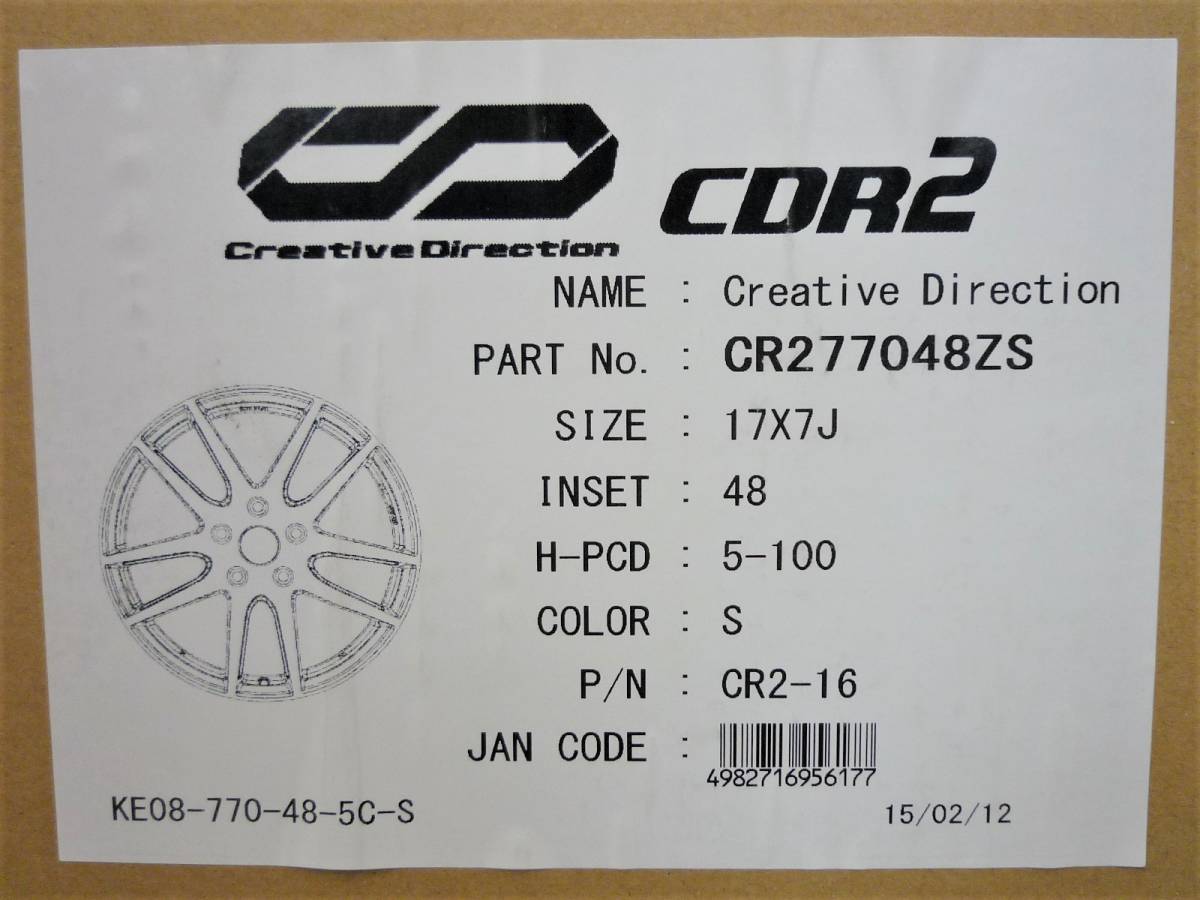 CD
CDR2
Creative Direction
NAME : Creative Direction
PART No. : CR277048ZS
SIZE : 17X7J
INSET : 48
H-PCD : 5-100
COLOR : S
P/N : CR2-16
JAN CODE :
4982716956177
KE08-770-48-5C-S
15/02/12